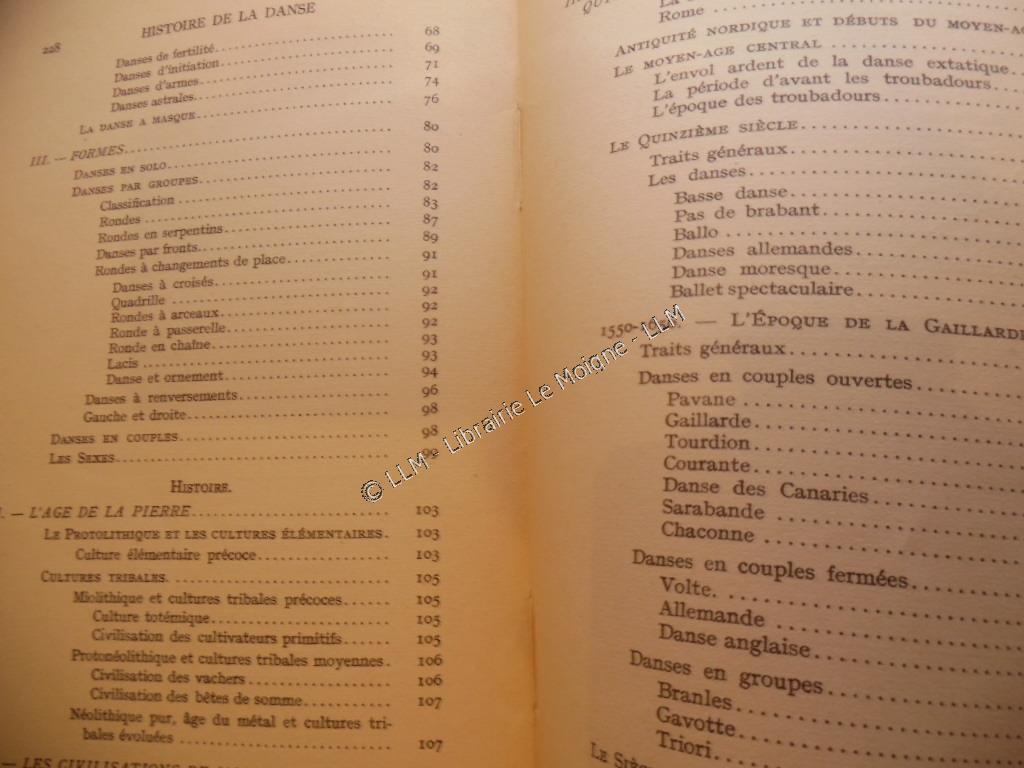 228
HISTOIRE DE LA DANSE
Danses de fertilité 68
Danses d'initiation 69
Danses d'armes 71
Danses astrales 74
LA DANSE A MASQUE 76
III. — FORMES 80
DANSES EN SOLO 80
DANSES PAR GROUPES 82
Classification 82
Rondes 83
Rondes en serpentins 87
Danses par fronts 89
Rondes à changements de place 91
Danses à croisés 91
Quadrille 92
Rondes à arceaux 92
Ronde à passerelle 92
Ronde en chaîne 93
Lacis 93
Danse et ornement 94
Danses à renversements 96
Gauche et droite 98
DANSES EN COUPLES 98
LES SEXES
HISTOIRE.
— L'AGE DE LA PIERRE 103
LE PROTOLITHIQUE ET LES CULTURES ÉLÉMENTAIRES. 103
Culture élémentaire précoce 103
CULTURES TRIBALES. 105
Miolithique et cultures tribales précoces 105
Culture totémique 105
Civilisation des cultivateurs primitifs 105
Protonéolithique et cultures tribales moyennes. 106
Civilisation des vachers 106
Civilisation des bêtes de somme 107
Néolithique pur, âge du métal et cultures tri-
bales évoluées 107
— LES CIVILISATIONS
Rome
ANTIQUITÉ NORDIQUE ET DÉBUTS DU MOYEN-AG
LE MOYEN-AGE CENTRAL
L'envol ardent de la danse extatique
La période d'avant les troubadours
L'époque des troubadours
LE QUINZIÈME SIÈCLE
Traits généraux
Les danses
Basse danse
Pas de brabant
Ballo
Danses allemandes
Danse moresque
Ballet spectaculaire
1550- — L'ÉPOQUE DE LA GAILLARDE
Traits généraux
Danses en couples ouvertes
Pavane
Gaillarde
Tourdion
Courante
Danse des Canaries
Sarabande
Chaconne
Danses en couples fermées
Volte.
Allemande
Danse anglaise
Danses en groupes
Branles
Gavotte
Triori
LE SIÈC
© LLM - Librairie Le Moigne - LLM